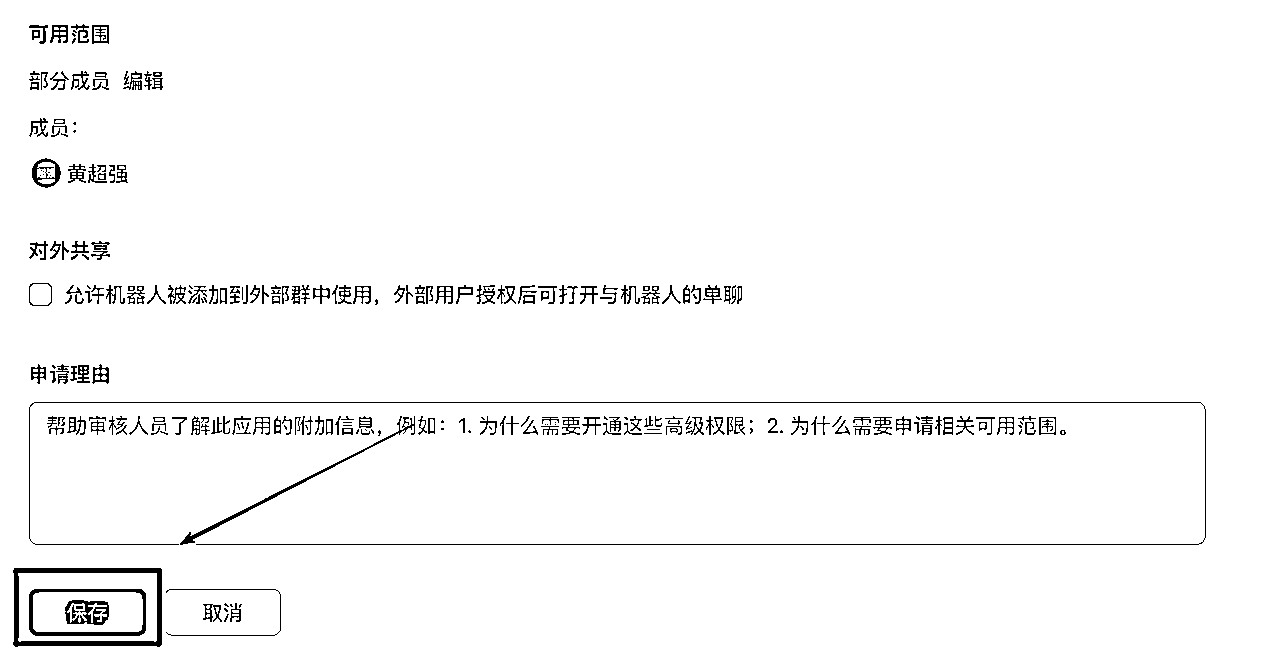 可用范围
部分成员 编辑
成员：
黄超强
对外共享
允许机器人被添加到外部群中使用，外部用户授权后可打开与机器人的单聊
申请理由
帮助审核人员了解此应用的附加信息，例如：1. 为什么需要开通这些高级权限；2. 为什么需要申请相关可用范围。
保存 取消